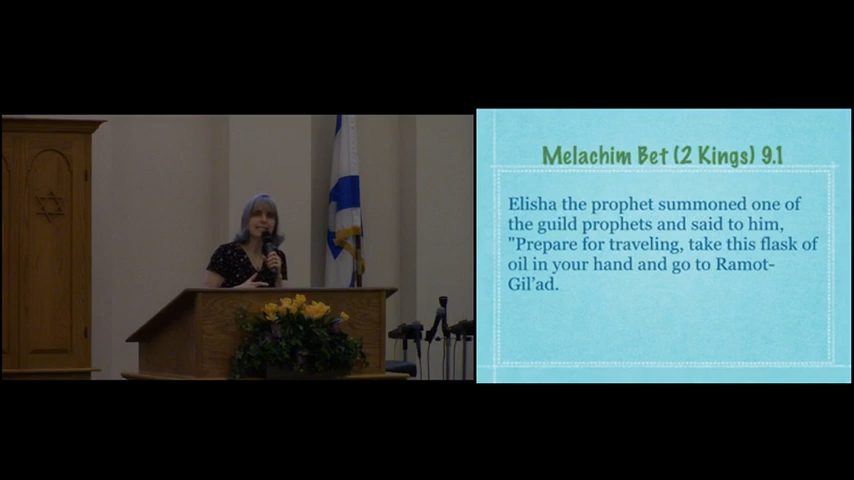 Melachim Bet (2 Kings) 9.1
Elisha the prophet summoned one of
the guild prophets and said to him,
"Prepare for traveling, take this flask of
oil in your hand and go to Ramot-
Gil'ad.